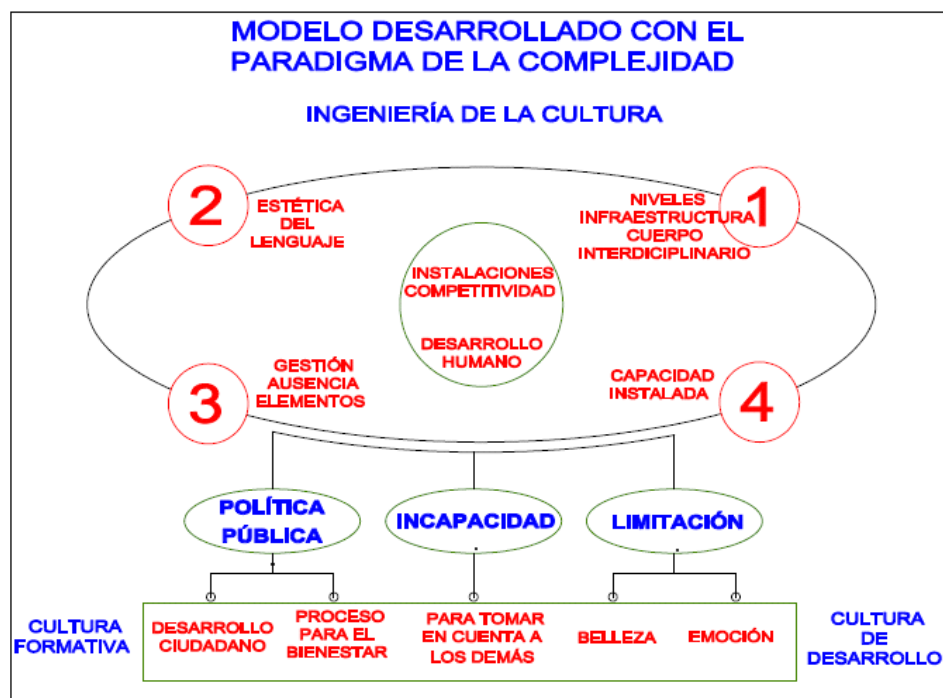 MODELO DESARROLLADO CON EL
PARADIGMA DE LA COMPLEJIDAD
INGENIERÍA DE LA CULTURA
2
ESTÉTICA
DEL
LENGUAJE
1
NIVELES
INFRAESTRUCTURA
CUERPO
INTERDICIPLINARIO
INSTALACIONES
COMPETITIVIDAD
DESARROLLO
HUMANO
3
GESTIÓN
AUSENCIA
ELEMENTOS
4
CAPACIDAD
INSTALADA
POLÍTICA
PÚBLICA
INCAPACIDAD
LIMITACIÓN
CULTURA
FORMATIVA
DESARROLLO
CIUDADANO
PROCESO
PARA EL
BIENESTAR
PARA TOMAR
EN CUENTA A
LOS DEMÁS
BELLEZA
EMOCIÓN
CULTURA
DE
DESARROLLO